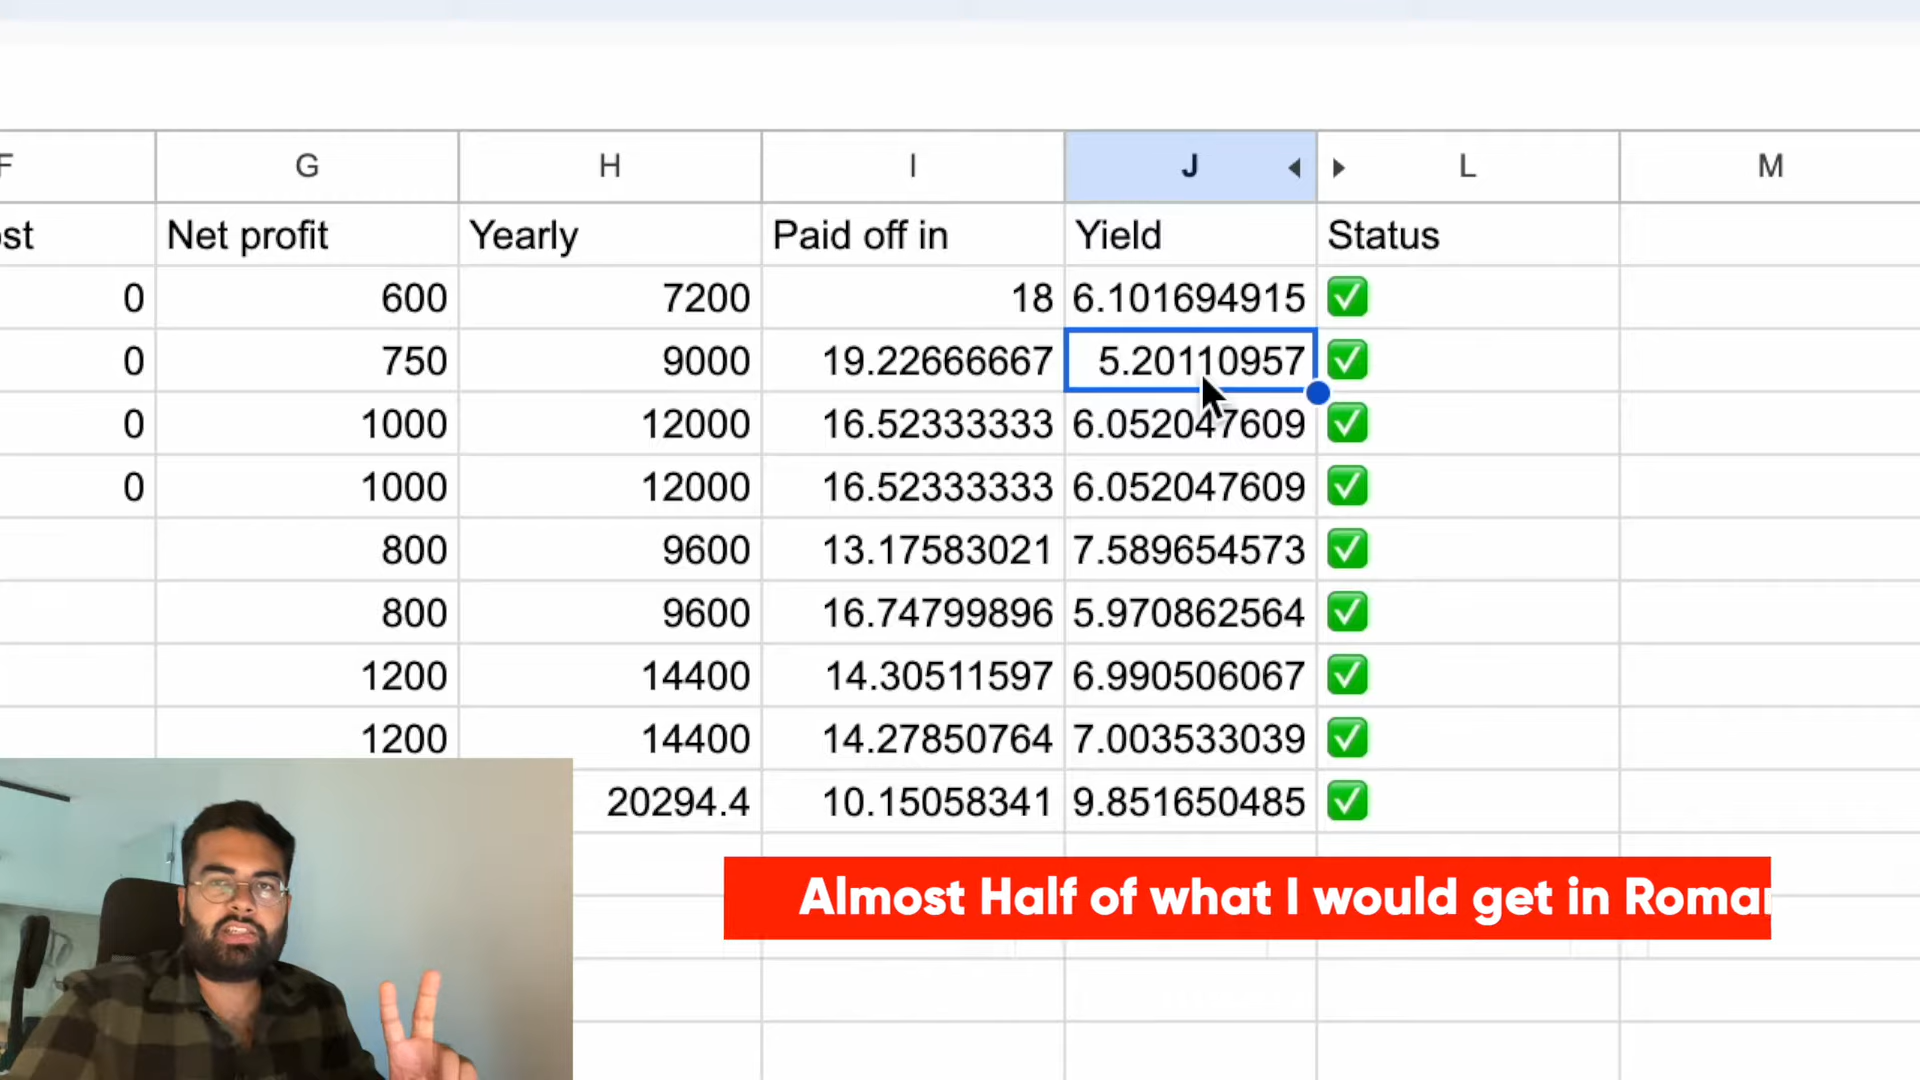 F G H I J L M
st Net profit Yearly Paid off in Yield Status
0 600 7200 18 6.101694915
0 750 9000 19.22666667 5.20110957
0 1000 12000 16.52333333 6.052047609
0 1000 12000 16.52333333 6.052047609
800 9600 13.17583021 7.589654573
800 9600 16.74799896 5.970862564
1200 14400 14.30511597 6.990506067
1200 14400 14.27850764 7.003533039
20294.4 10.15058341 9.851650485
Almost Half of what I would get in Roma